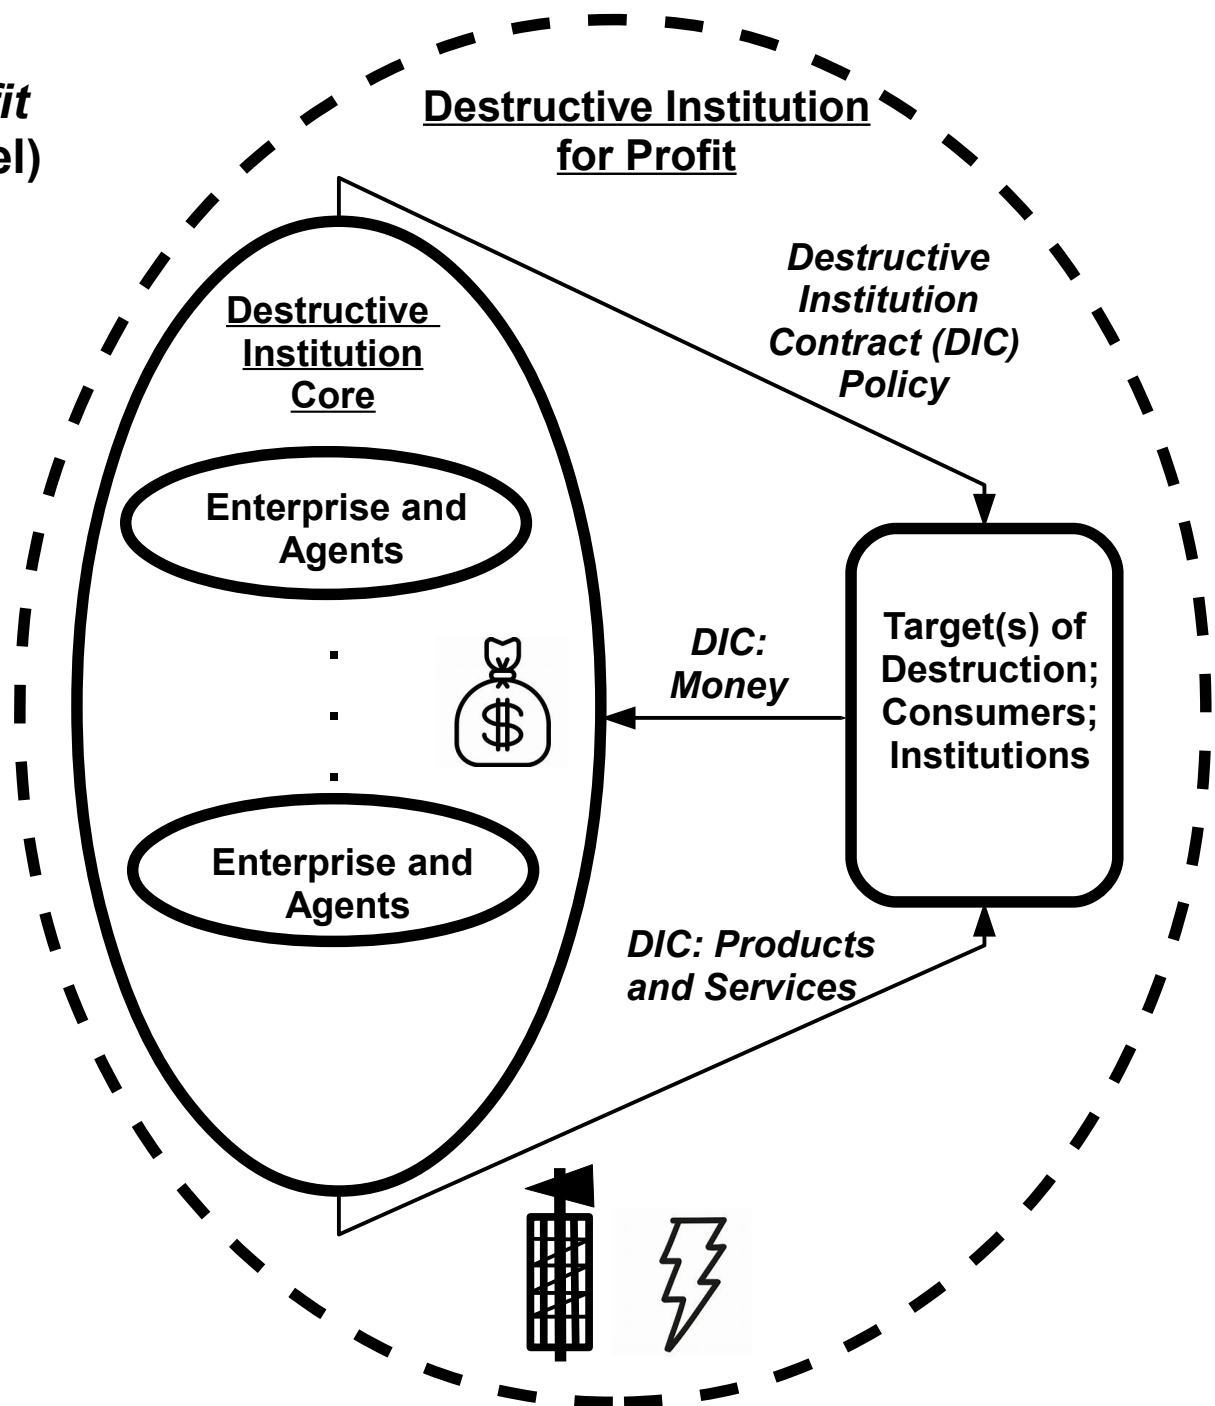 fit
el)
Destructive Institution
for Profit
Destructive
Institution
Contract (DIC)
Policy
Destructive
Institution
Core
Enterprise and
Agents
DIC:
Money
$
Target(s) of
Destruction;
Consumers;
Institutions
Enterprise and
Agents
DIC: Products
and Services